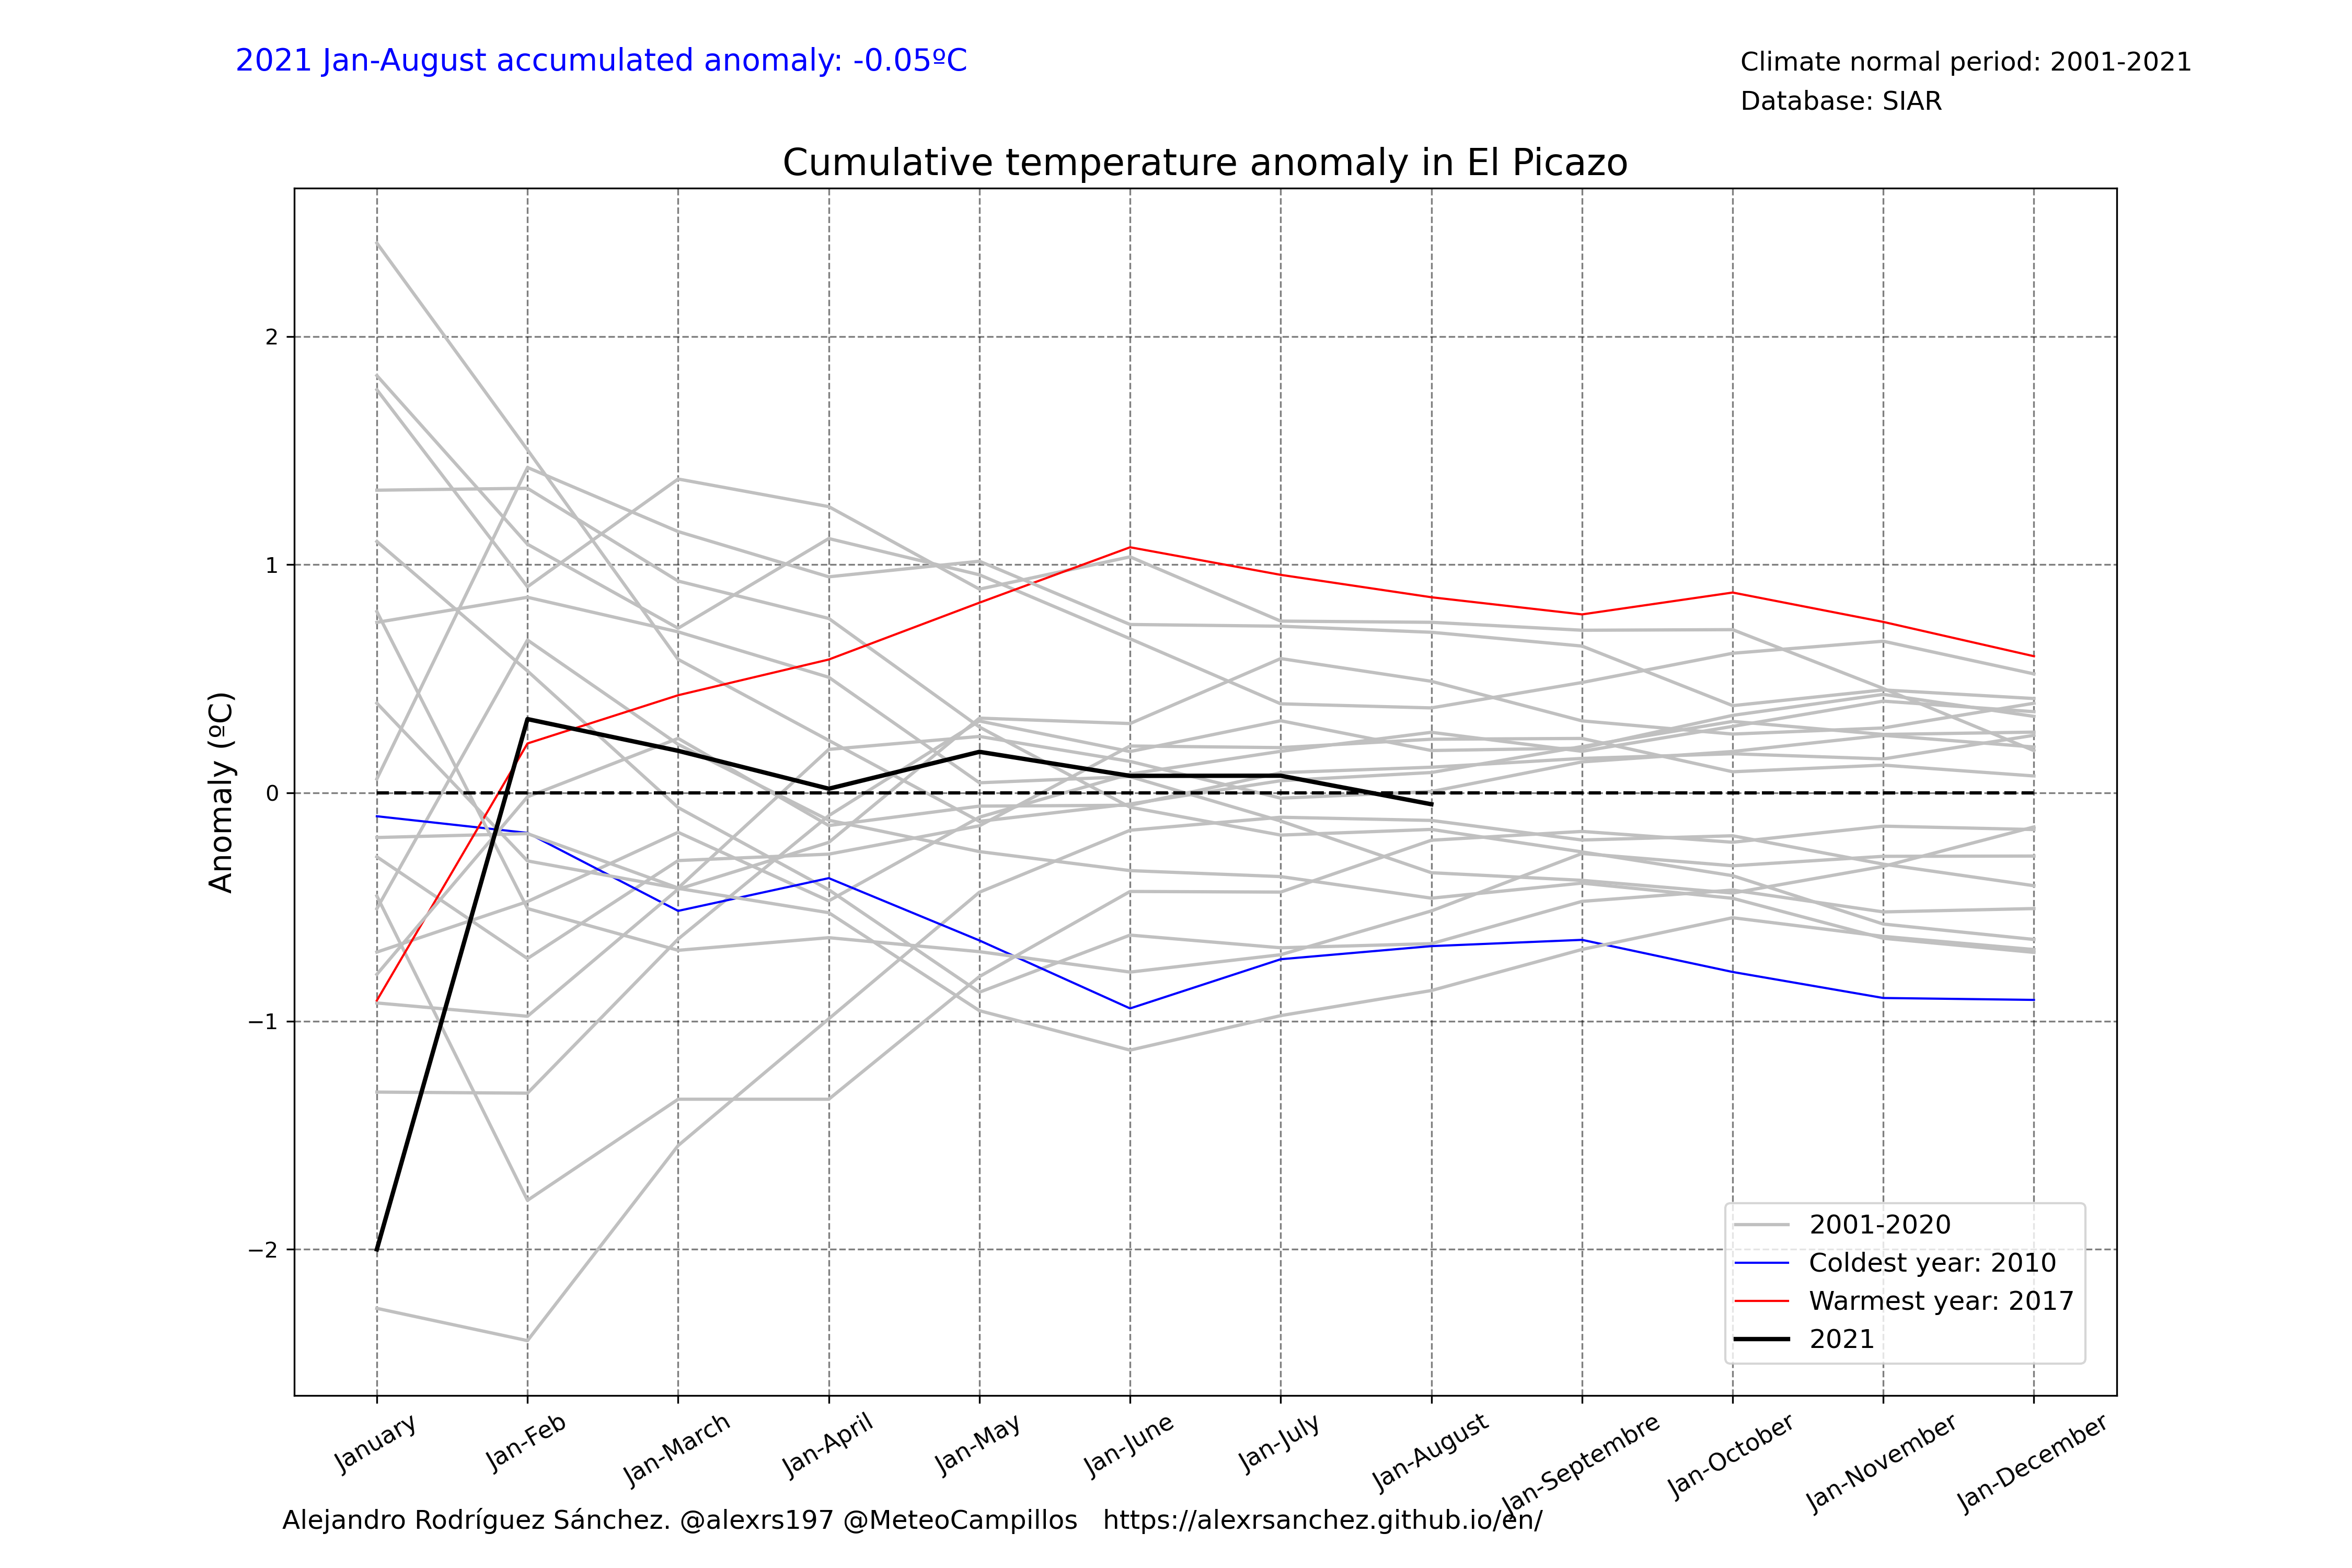 2021 Jan-August accumulated anomaly: -0.05ºC
Climate normal period: 2001-2021
Database: SIAR
Cumulative temperature anomaly in El Picazo
Anomaly (ºC)
2
1
0
−1
−2
2001-2020
Coldest year: 2010
Warmest year: 2017
2021
January
Jan-Feb
Jan-March
Jan-April
Jan-May
Jan-June
Jan-July
Jan-August
Jan-Septembre
Jan-October
Jan-November
Jan-December
Alejandro Rodríguez Sánchez. @alexrs197 @MeteoCampillos   https://alexrsanchez.github.io/en/